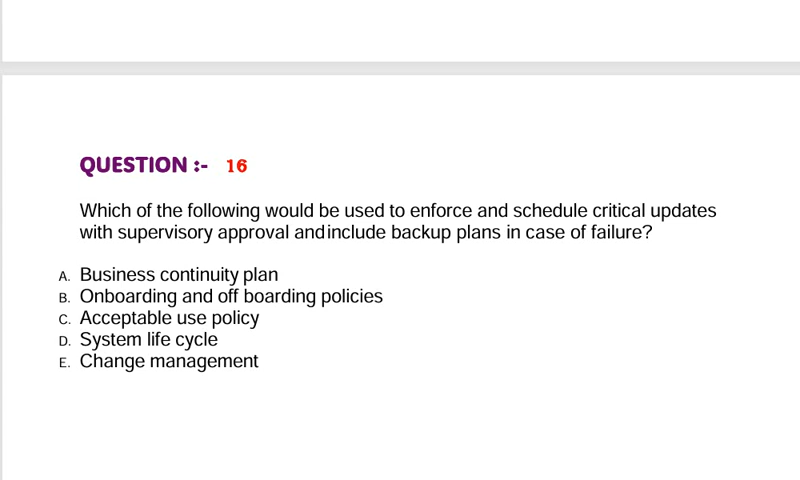 QUESTION :- 16
Which of the following would be used to enforce and schedule critical updates
with supervisory approval andinclude backup plans in case of failure?
A. Business continuity plan
B. Onboarding and off boarding policies
C. Acceptable use policy
D. System life cycle
E. Change management